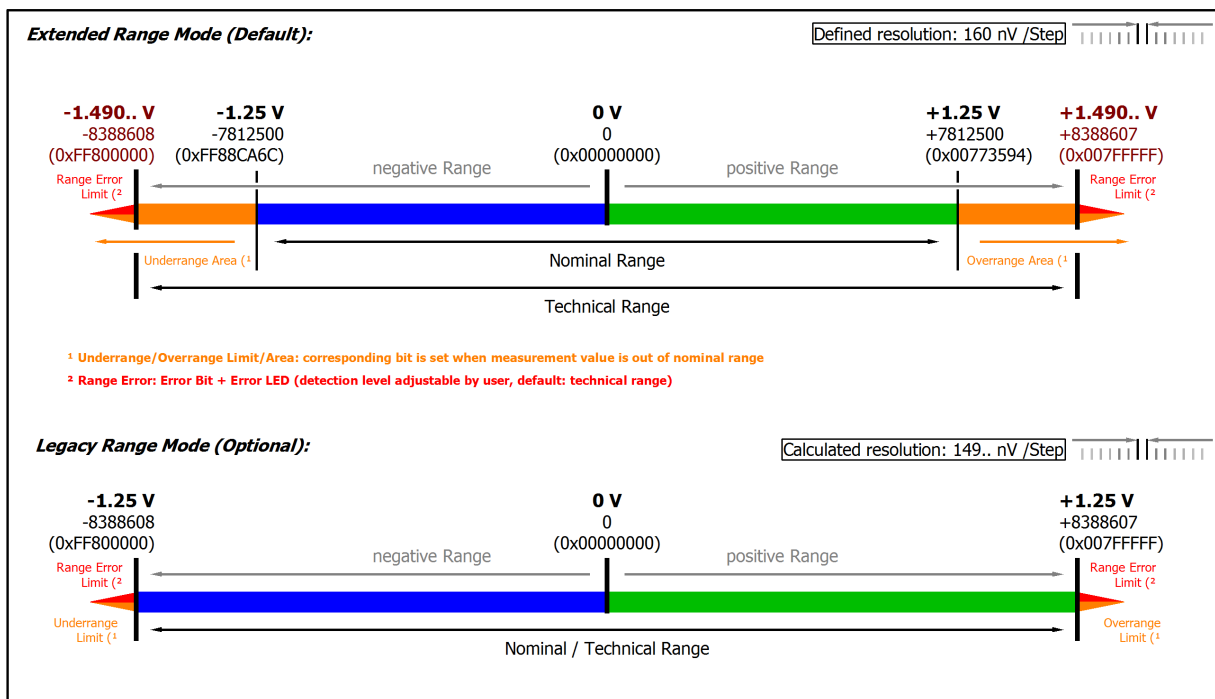 Extended Range Mode (Default):
Defined resolution: 160 nV /Step
-1.490.. V
-8388608
(0xFF800000)
-1.25 V
-7812500
(0xFF88CA6C)
0 V
0
(0x00000000)
+1.25 V
+7812500
(0x00773594)
+1.490.. V
+8388607
(0x007FFFFF)
negative Range
positive Range
Range Error
Limit (²
Range Error
Limit (²
Underrange Area (¹
Nominal Range
Overrange Area (¹
Technical Range
¹ Underrange/Overrange Limit/Area: corresponding bit is set when measurement value is out of nominal range
² Range Error: Error Bit + Error LED (detection level adjustable by user, default: technical range)
Legacy Range Mode (Optional):
Calculated resolution: 149.. nV /Step
-1.25 V
-8388608
(0xFF800000)
0 V
0
(0x00000000)
+1.25 V
+8388607
(0x007FFFFF)
negative Range
positive Range
Range Error
Limit (²
Range Error
Limit (²
Underrange
Limit (¹
Overrange
Limit (¹
Nominal / Technical Range